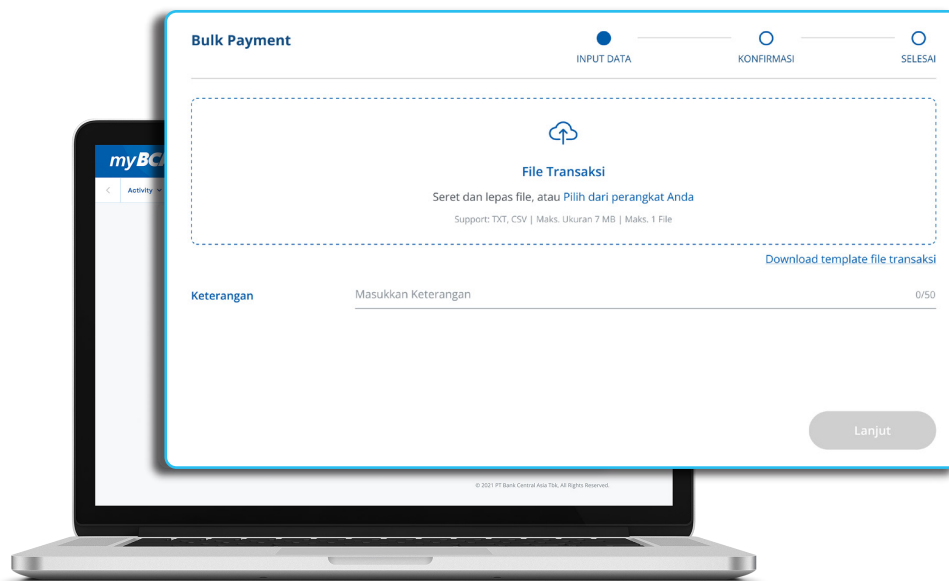 Bulk Payment
INPUT DATA
KONFIRMASI
SELESAI
File Transaksi
Seret dan lepas file, atau Pilih dari perangkat Anda
Support: TXT, CSV | Maks. Ukuran 7 MB | Maks. 1 File
Download template file transaksi
Keterangan
Masukkan Keterangan
0/50
Lanjut
myBC
Activity
© 2021 PT Bank Central Asia Tbk, All Rights Reserved.